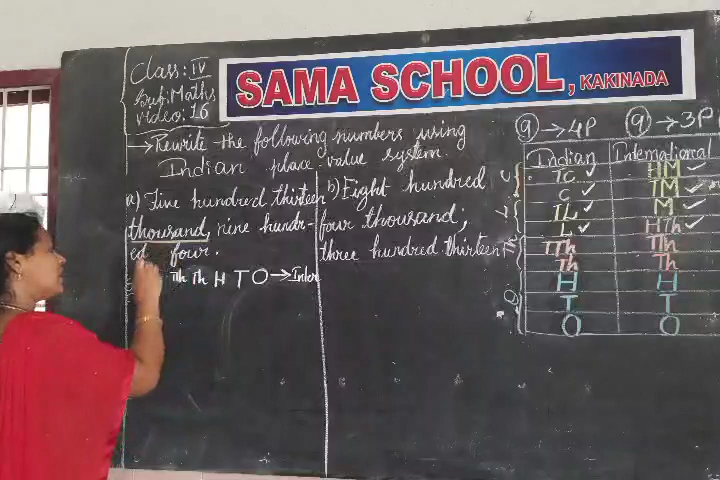 Class: IV
Sub: Maths
Video: 16
SAMA SCHOOL, KAKINADA
→ Rewrite the following numbers using
Indian place value system.
a) Five hundred thirteen
thousand, nine hundr-
ed four.
TTh Th H T O → Inter
b) Eight hundred
four thousand,
three hundred thirteen
9 → 4P
9 → 3P
Indian International
C TC ✓ HM ✓
C ✓ TM ✓
L TL ✓ M ✓
L ✓ HTh ✓
Th TTh TTh
Th Th
H H
O T T
O O